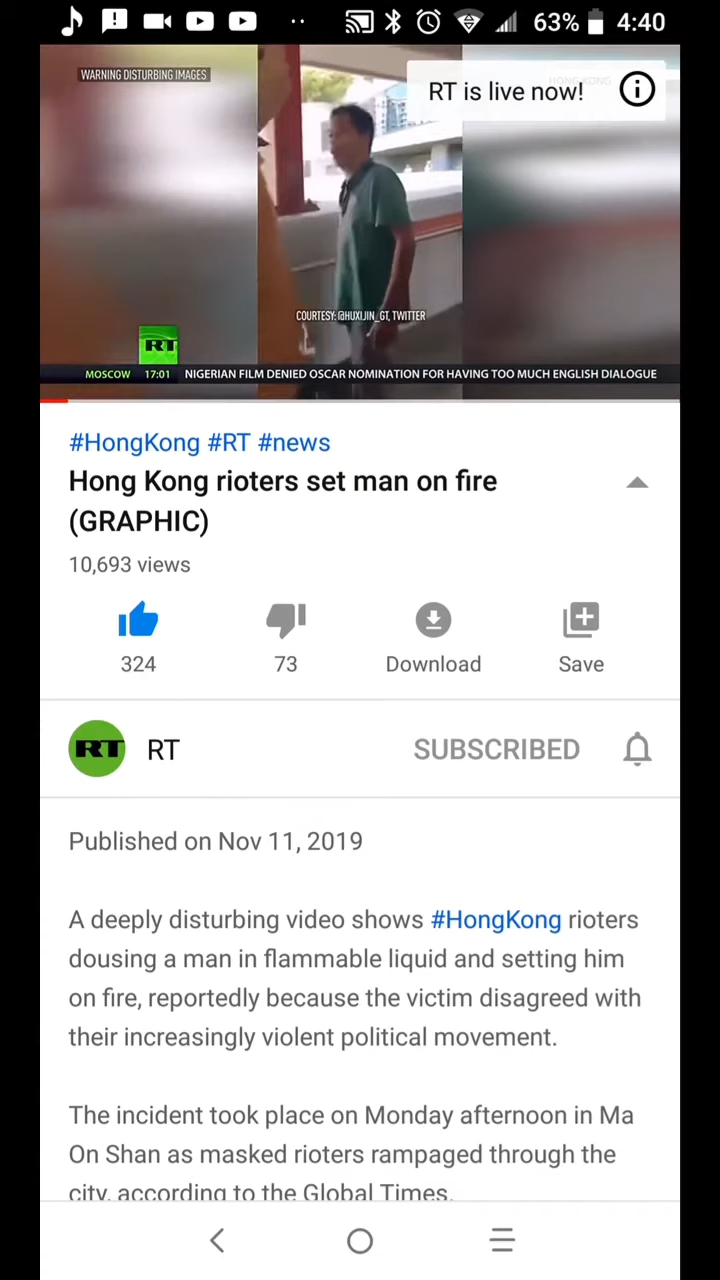 63% 4:40
WARNING DISTURBING IMAGES
HONG KONG
RT is live now!
COURTESY: @HUXIJIN_GT, TWITTER
RT
MOSCOW 17:01 NIGERIAN FILM DENIED OSCAR NOMINATION FOR HAVING TOO MUCH ENGLISH DIALOGUE
#HongKong #RT #news
Hong Kong rioters set man on fire
(GRAPHIC)
10,693 views
324 73 Download Save
RT RT SUBSCRIBED
Published on Nov 11, 2019
A deeply disturbing video shows #HongKong rioters
dousing a man in flammable liquid and setting him
on fire, reportedly because the victim disagreed with
their increasingly violent political movement.
The incident took place on Monday afternoon in Ma
On Shan as masked rioters rampaged through the
city, according to the Global Times.